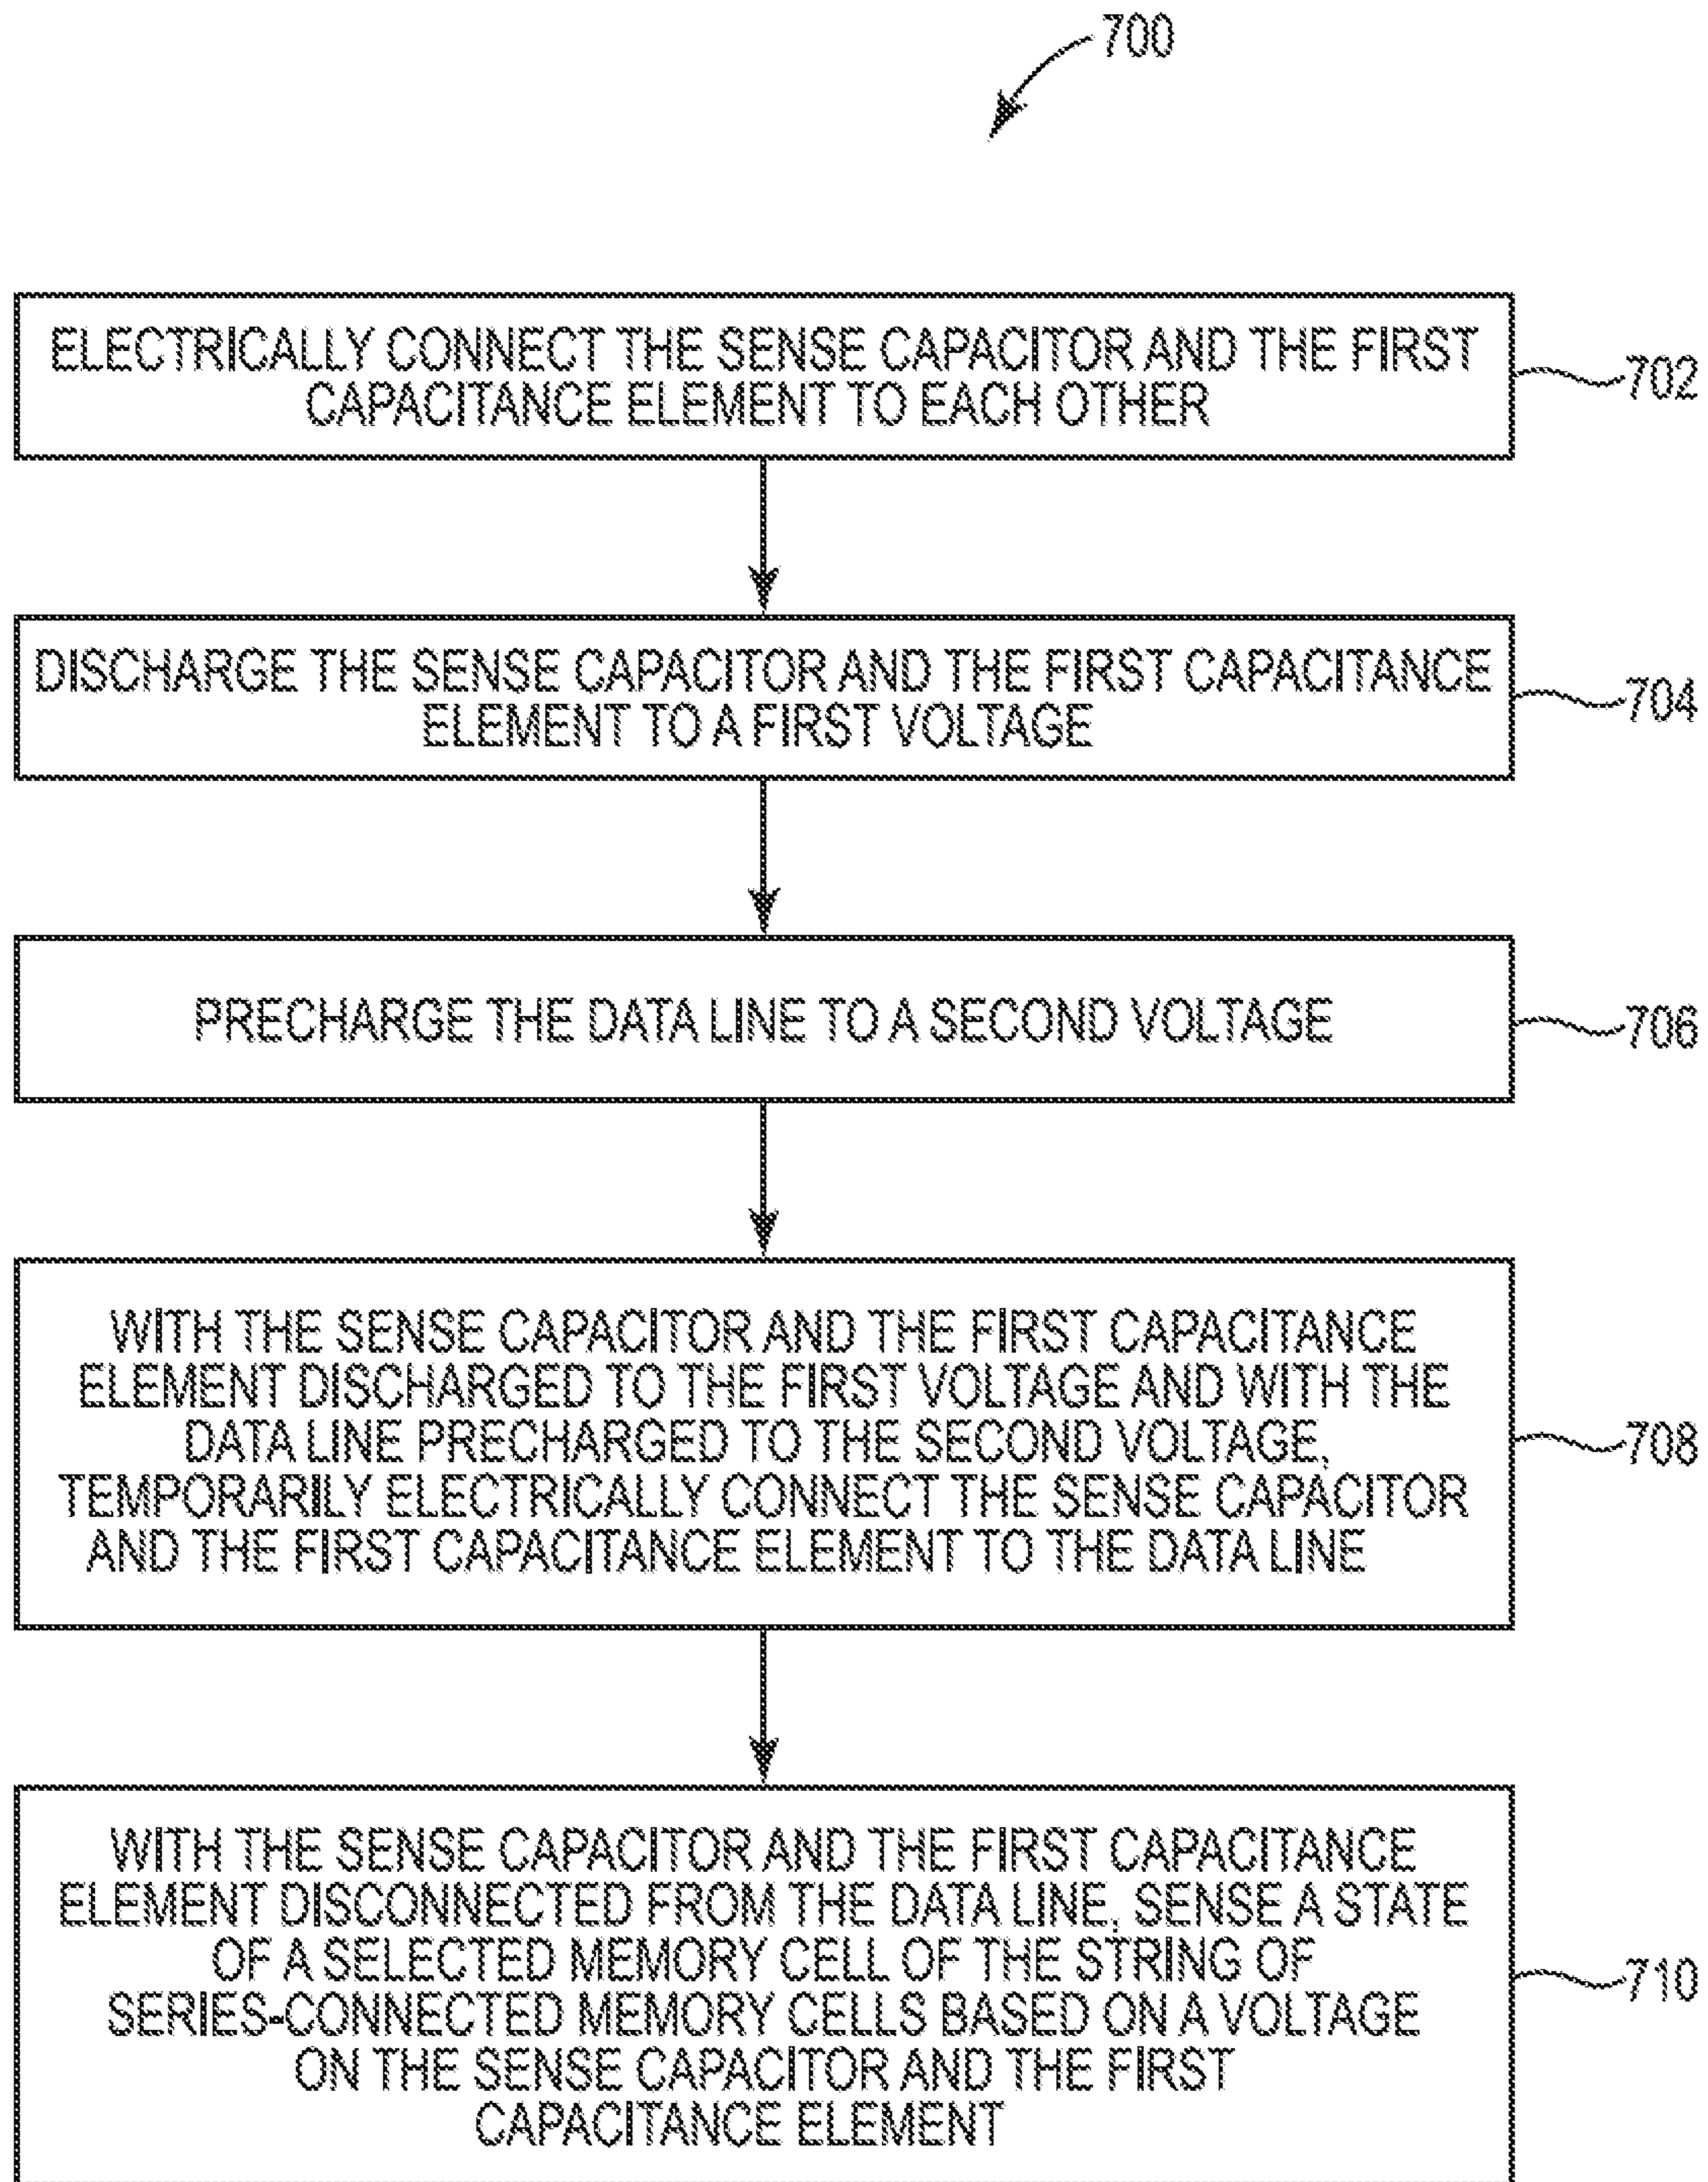 700
ELECTRICALLY CONNECT THE SENSE CAPACITOR AND THE FIRST
CAPACITANCE ELEMENT TO EACH OTHER
702
DISCHARGE THE SENSE CAPACITOR AND THE FIRST CAPACITANCE
ELEMENT TO A FIRST VOLTAGE
704
PRECHARGE THE DATA LINE TO A SECOND VOLTAGE
706
WITH THE SENSE CAPACITOR AND THE FIRST CAPACITANCE
ELEMENT DISCHARGED TO THE FIRST VOLTAGE AND WITH THE
DATA LINE PRECHARGED TO THE SECOND VOLTAGE,
TEMPORARILY ELECTRICALLY CONNECT THE SENSE CAPACITOR
AND THE FIRST CAPACITANCE ELEMENT TO THE DATA LINE
708
WITH THE SENSE CAPACITOR AND THE FIRST CAPACITANCE
ELEMENT DISCONNECTED FROM THE DATA LINE, SENSE A STATE
OF A SELECTED MEMORY CELL OF THE STRING OF
SERIES-CONNECTED MEMORY CELLS BASED ON A VOLTAGE
ON THE SENSE CAPACITOR AND THE FIRST
CAPACITANCE ELEMENT
710